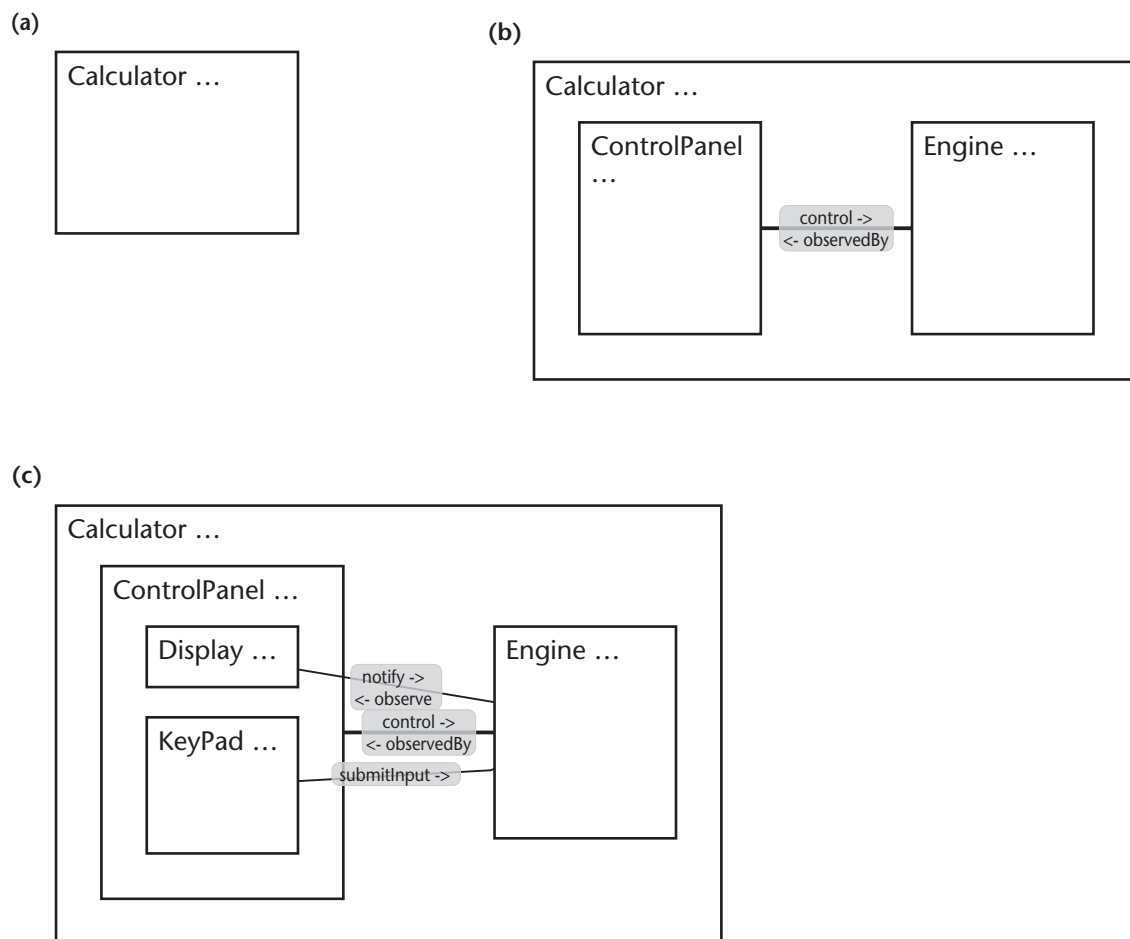 (a)
Calculator …
(b)
Calculator …
ControlPanel
…
Engine …
control ->
<- observedBy
(c)
Calculator …
ControlPanel …
Display …
KeyPad …
notify ->
<- observe
control ->
<- observedBy
submitInput ->
Engine …